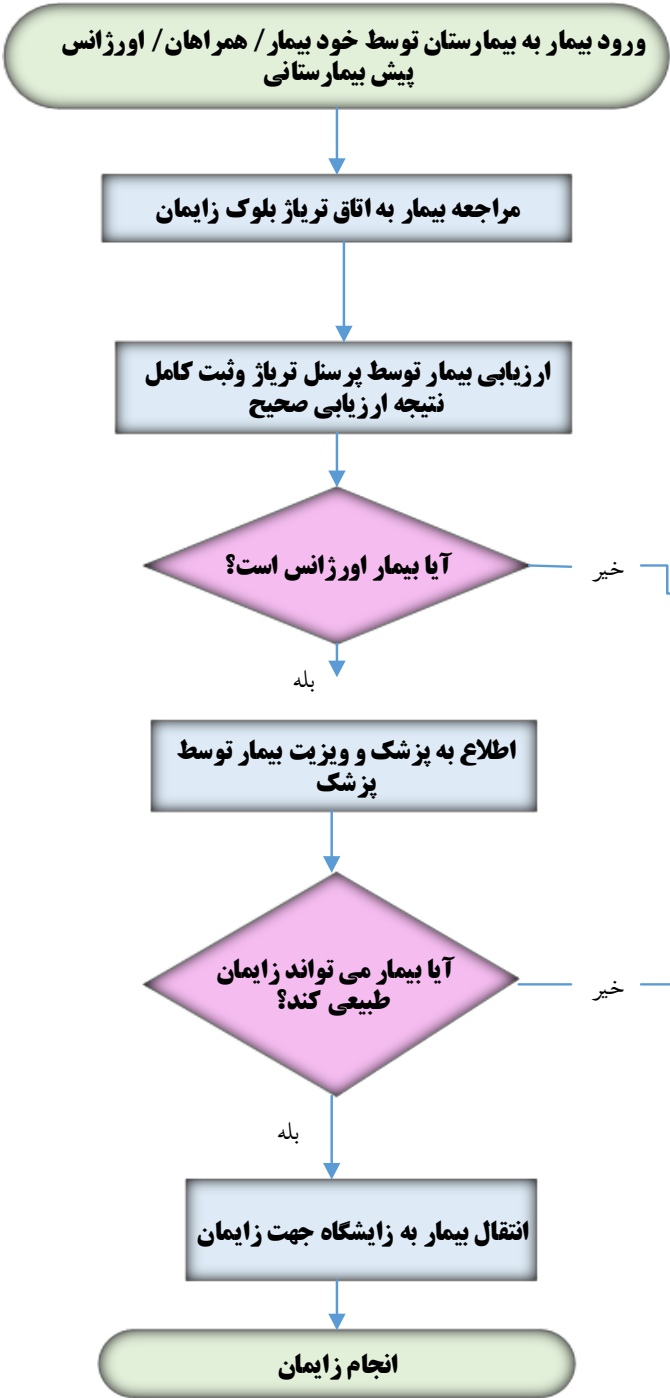 ورود بیمار به بیمارستان توسط خود بیمار/ همراهان/ اورژانس
پیش بیمارستانی
مراجعه بیمار به اتاق تریاژ بلوک زایمان
ارزیابی بیمار توسط پرسنل تریاژ وثبت کامل
نتیجه ارزیابی صحیح
آیا بیمار اورژانس است؟
خیر
بله
اطلاع به پزشک و ویزیت بیمار توسط
پزشک
آیا بیمار می تواند زایمان
طبیعی کند؟
خیر
بله
انتقال بیمار به زایشگاه جهت زایمان
انجام زایمان